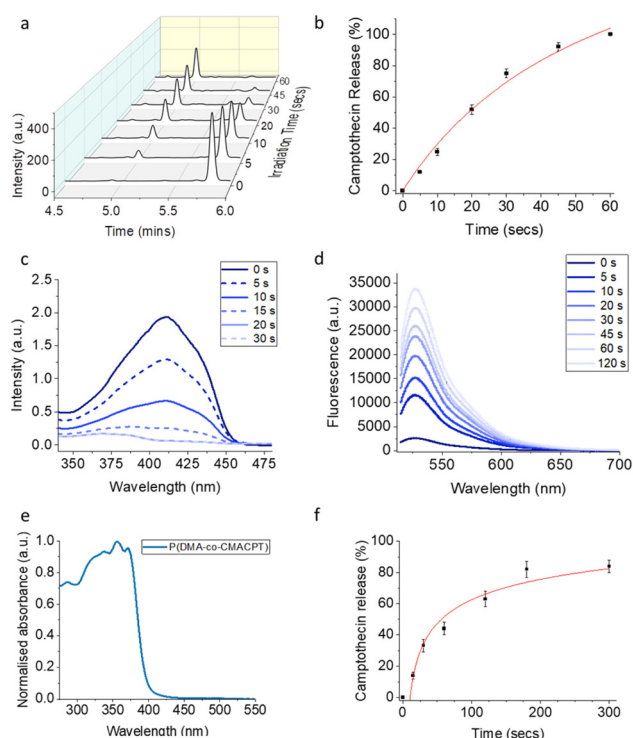 a
Intensity (a.u.)
400
200
0
4.5
5.0
5.5
6.0
Time (mins)
0
5
10
20
30
45
60
Irradiation Time (secs)
b
Camptothecin Release (%)
100
80
60
40
20
0
0 10 20 30 40 50 60
Time (secs)
c
Intensity (a.u.)
2.5
2.0
1.5
1.0
0.5
0.0
350 400 450
Wavelength (nm)
0 s
5 s
10 s
15 s
20 s
30 s
d
Fluorescence (a.u.)
35000
30000
25000
20000
15000
10000
5000
0
550 600 650 700
Wavelength (nm)
0 s
5 s
10 s
20 s
30 s
45 s
60 s
120 s
e
Normalised absorbance (a.u.)
1.0
0.8
0.6
0.4
0.2
0.0
300 350 400 450 500 550
Wavelength (nm)
P(DMA-co-CMACPT)
f
Camptothecin release (%)
100
80
60
40
20
0
0 100 200 300
Time (secs)